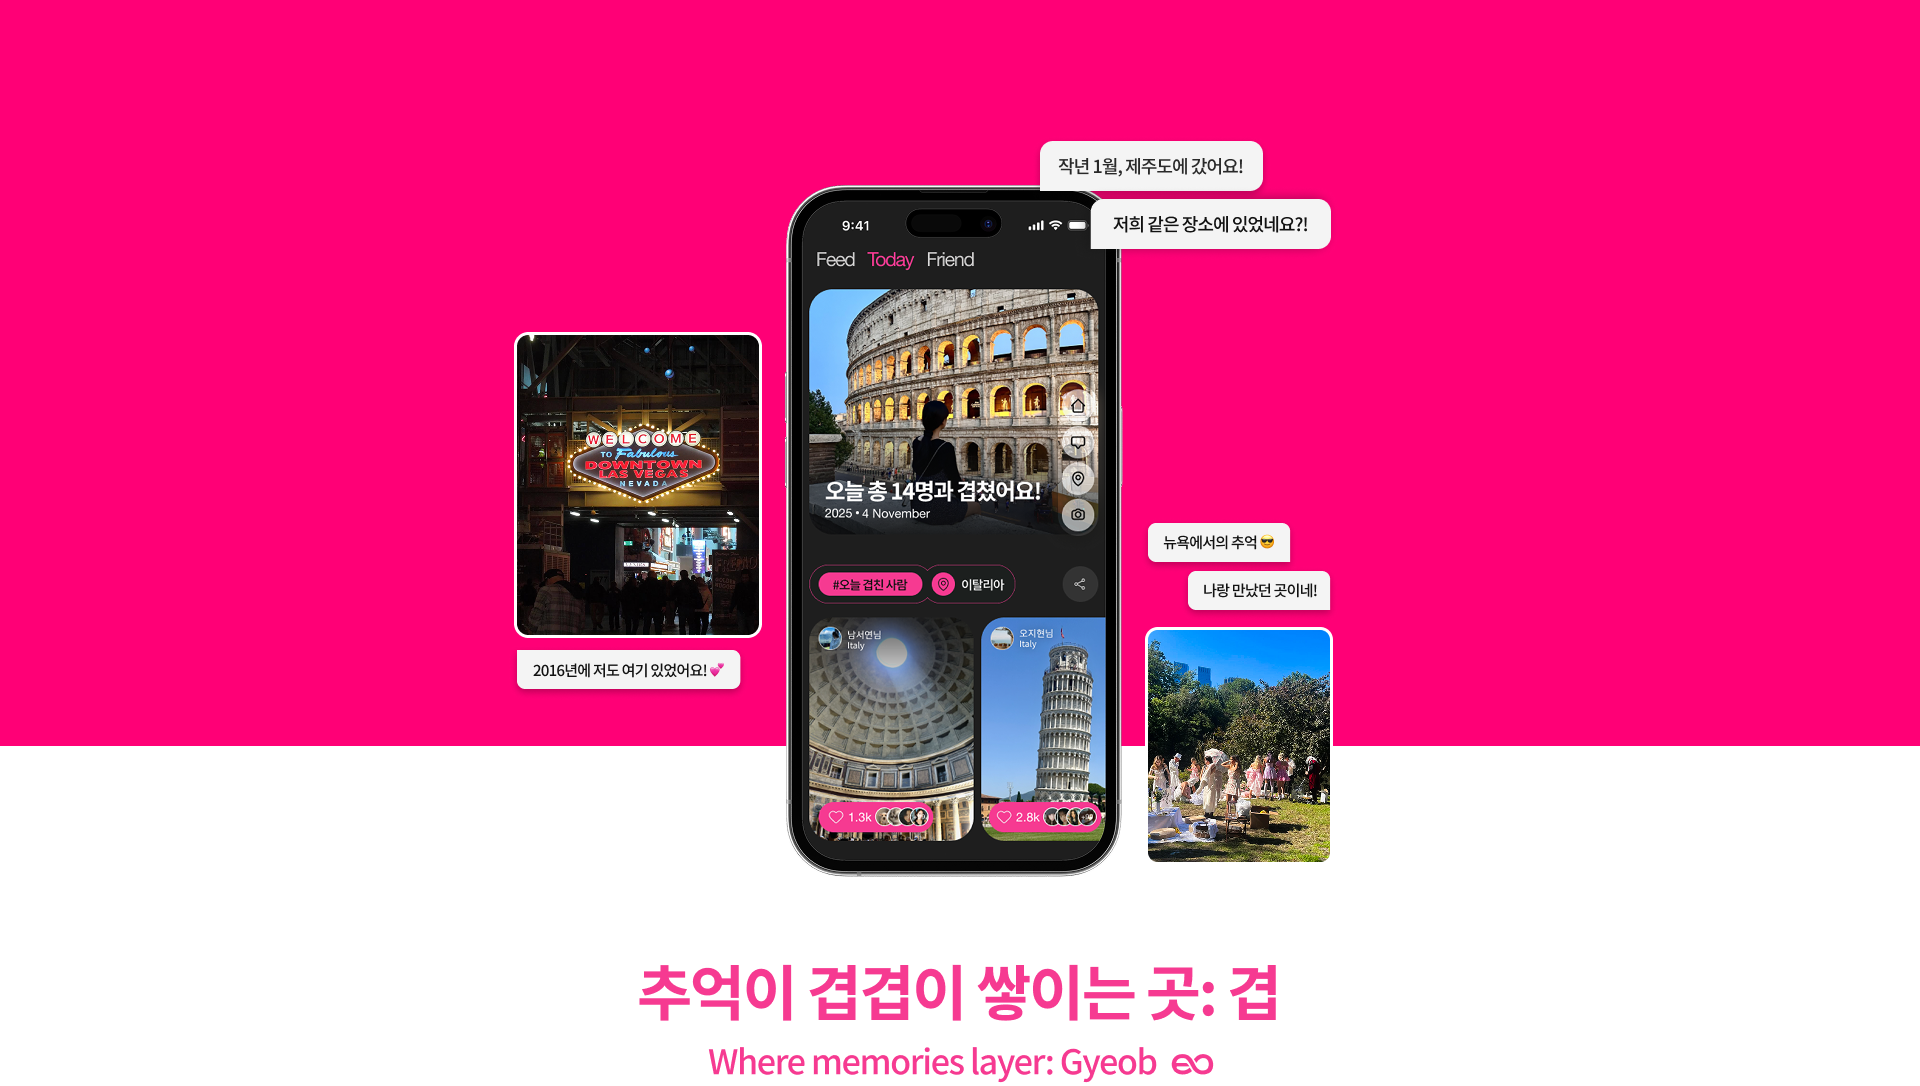 작년 1월, 제주도에 갔어요!
저희 같은 장소에 있었네요?!
9:41
Feed Today Friend
WELCOME
TO Fabulous
DOWNTOWN
LAS VEGAS
NEVADA
오늘 총 14명과 겹쳤어요!
2025 • 4 November
뉴욕에서의 추억 😎
나랑 만났던 곳이네!
#오늘 겹친 사람
이탈리아
남서연님
Italy
오지현님
Italy
2016년에 저도 여기 있었어요! 💕
1.3k
2.8k
추억이 겹겹이 쌓이는 곳: 겹
Where memories layer: Gyeob